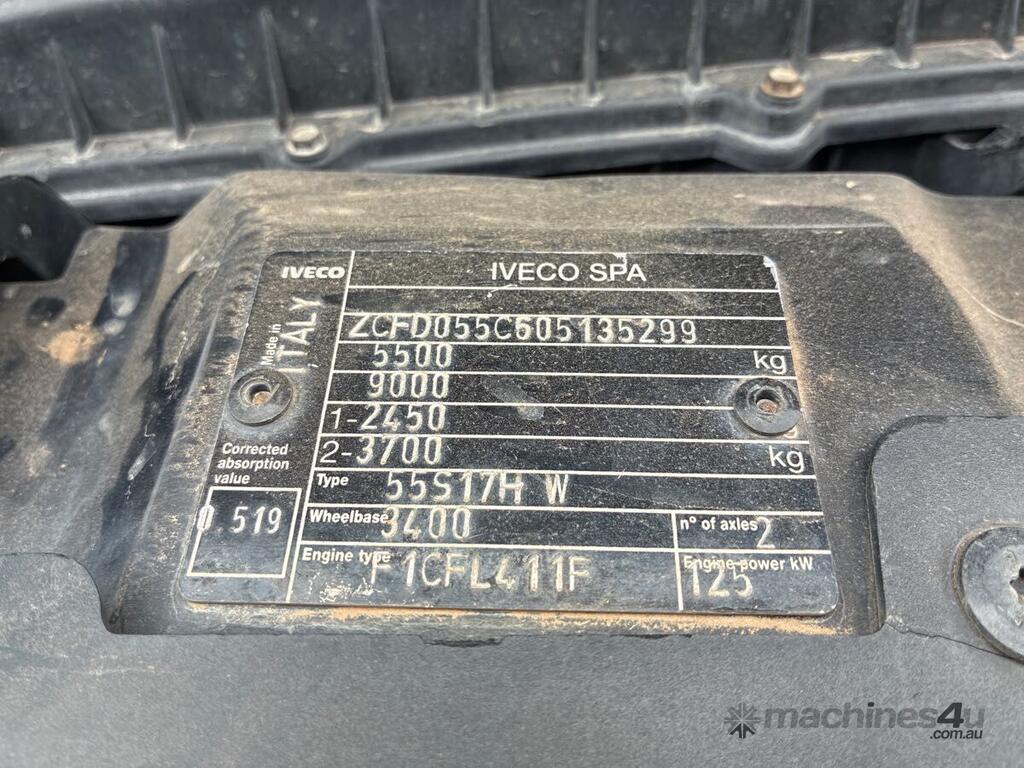 IVECO IVECO SPA
Made in ITALY
ZCFD055C605135299
5500 kg
9000
1-2450
2-3700 kg
Corrected absorption value
0.519
Type 55S17H W
Wheelbase 3400 n° of axles 2
Engine type F1CFL411F Engine power kW 125
machines4u
.com.au